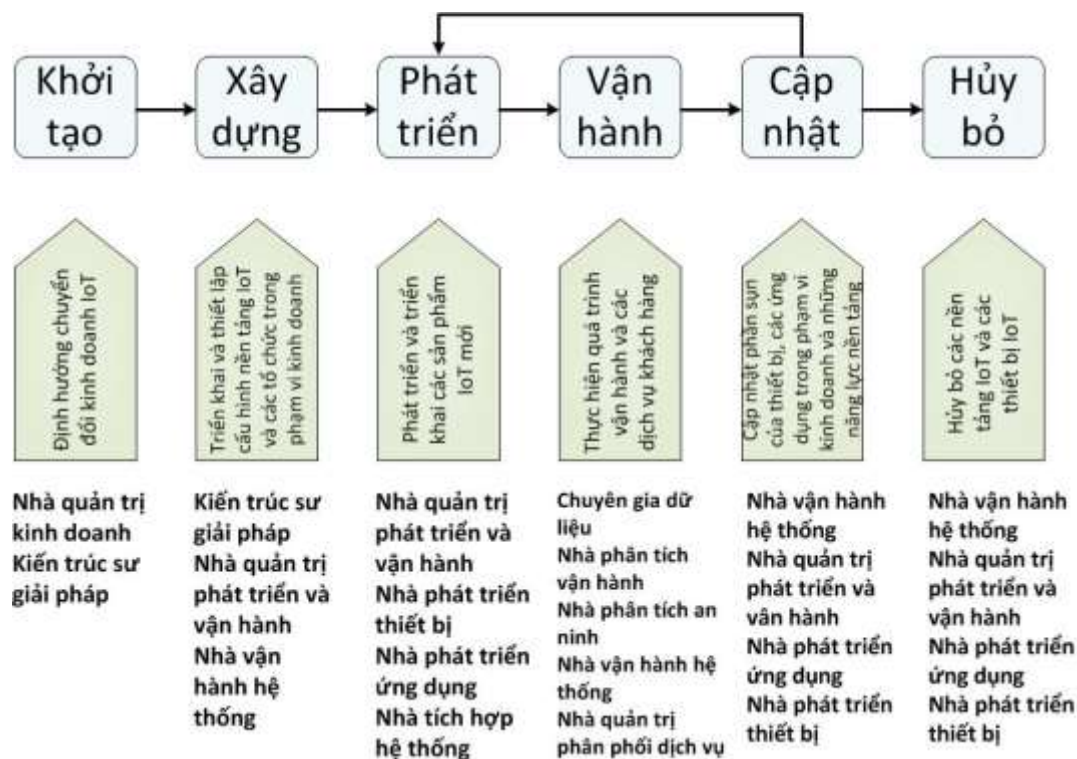 Khởi
tạo
Xây
dựng
Phát
triển
Vận
hành
Cập
nhật
Hủy
bỏ
Định hướng chuyển
đổi kinh doanh IoT
Triển khai và thiết lập
cấu hình nền tảng IoT
và các tổ chức trong
phạm vi kinh doanh
Phát triển và triển
khai các sản phẩm
IoT mới
Thực hiện quá trình
vận hành và các
dịch vụ khách hàng
Cập nhật phần sụn
của thiết bị, các ứng
dụng trong phạm vi
kinh doanh và những
năng lực nền tảng
Hủy bỏ các nền
tảng IoT và các
thiết bị IoT
Nhà quản trị
kinh doanh
Kiến trúc sư
giải pháp
Kiến trúc sư
giải pháp
Nhà quản trị
phát triển và
vận hành
Nhà vận
hành hệ
thống
Nhà quản trị
phát triển và
vận hành
Nhà phát triển
thiết bị
Nhà phát triển
ứng dụng
Nhà tích hợp
hệ thống
Chuyên gia dữ
liệu
Nhà phân tích
vận hành
Nhà phân tích an
ninh
Nhà vận hành hệ
thống
Nhà quản trị
phân phối dịch vụ
Nhà vận hành
hệ thống
Nhà quản trị
phát triển và
vân hành
Nhà phát triển
ứng dụng
Nhà phát triển
thiết bị
Nhà vận hành
hệ thống
Nhà quản trị
phát triển và
vận hành
Nhà phát triển
ứng dụng
Nhà phát triển
thiết bị